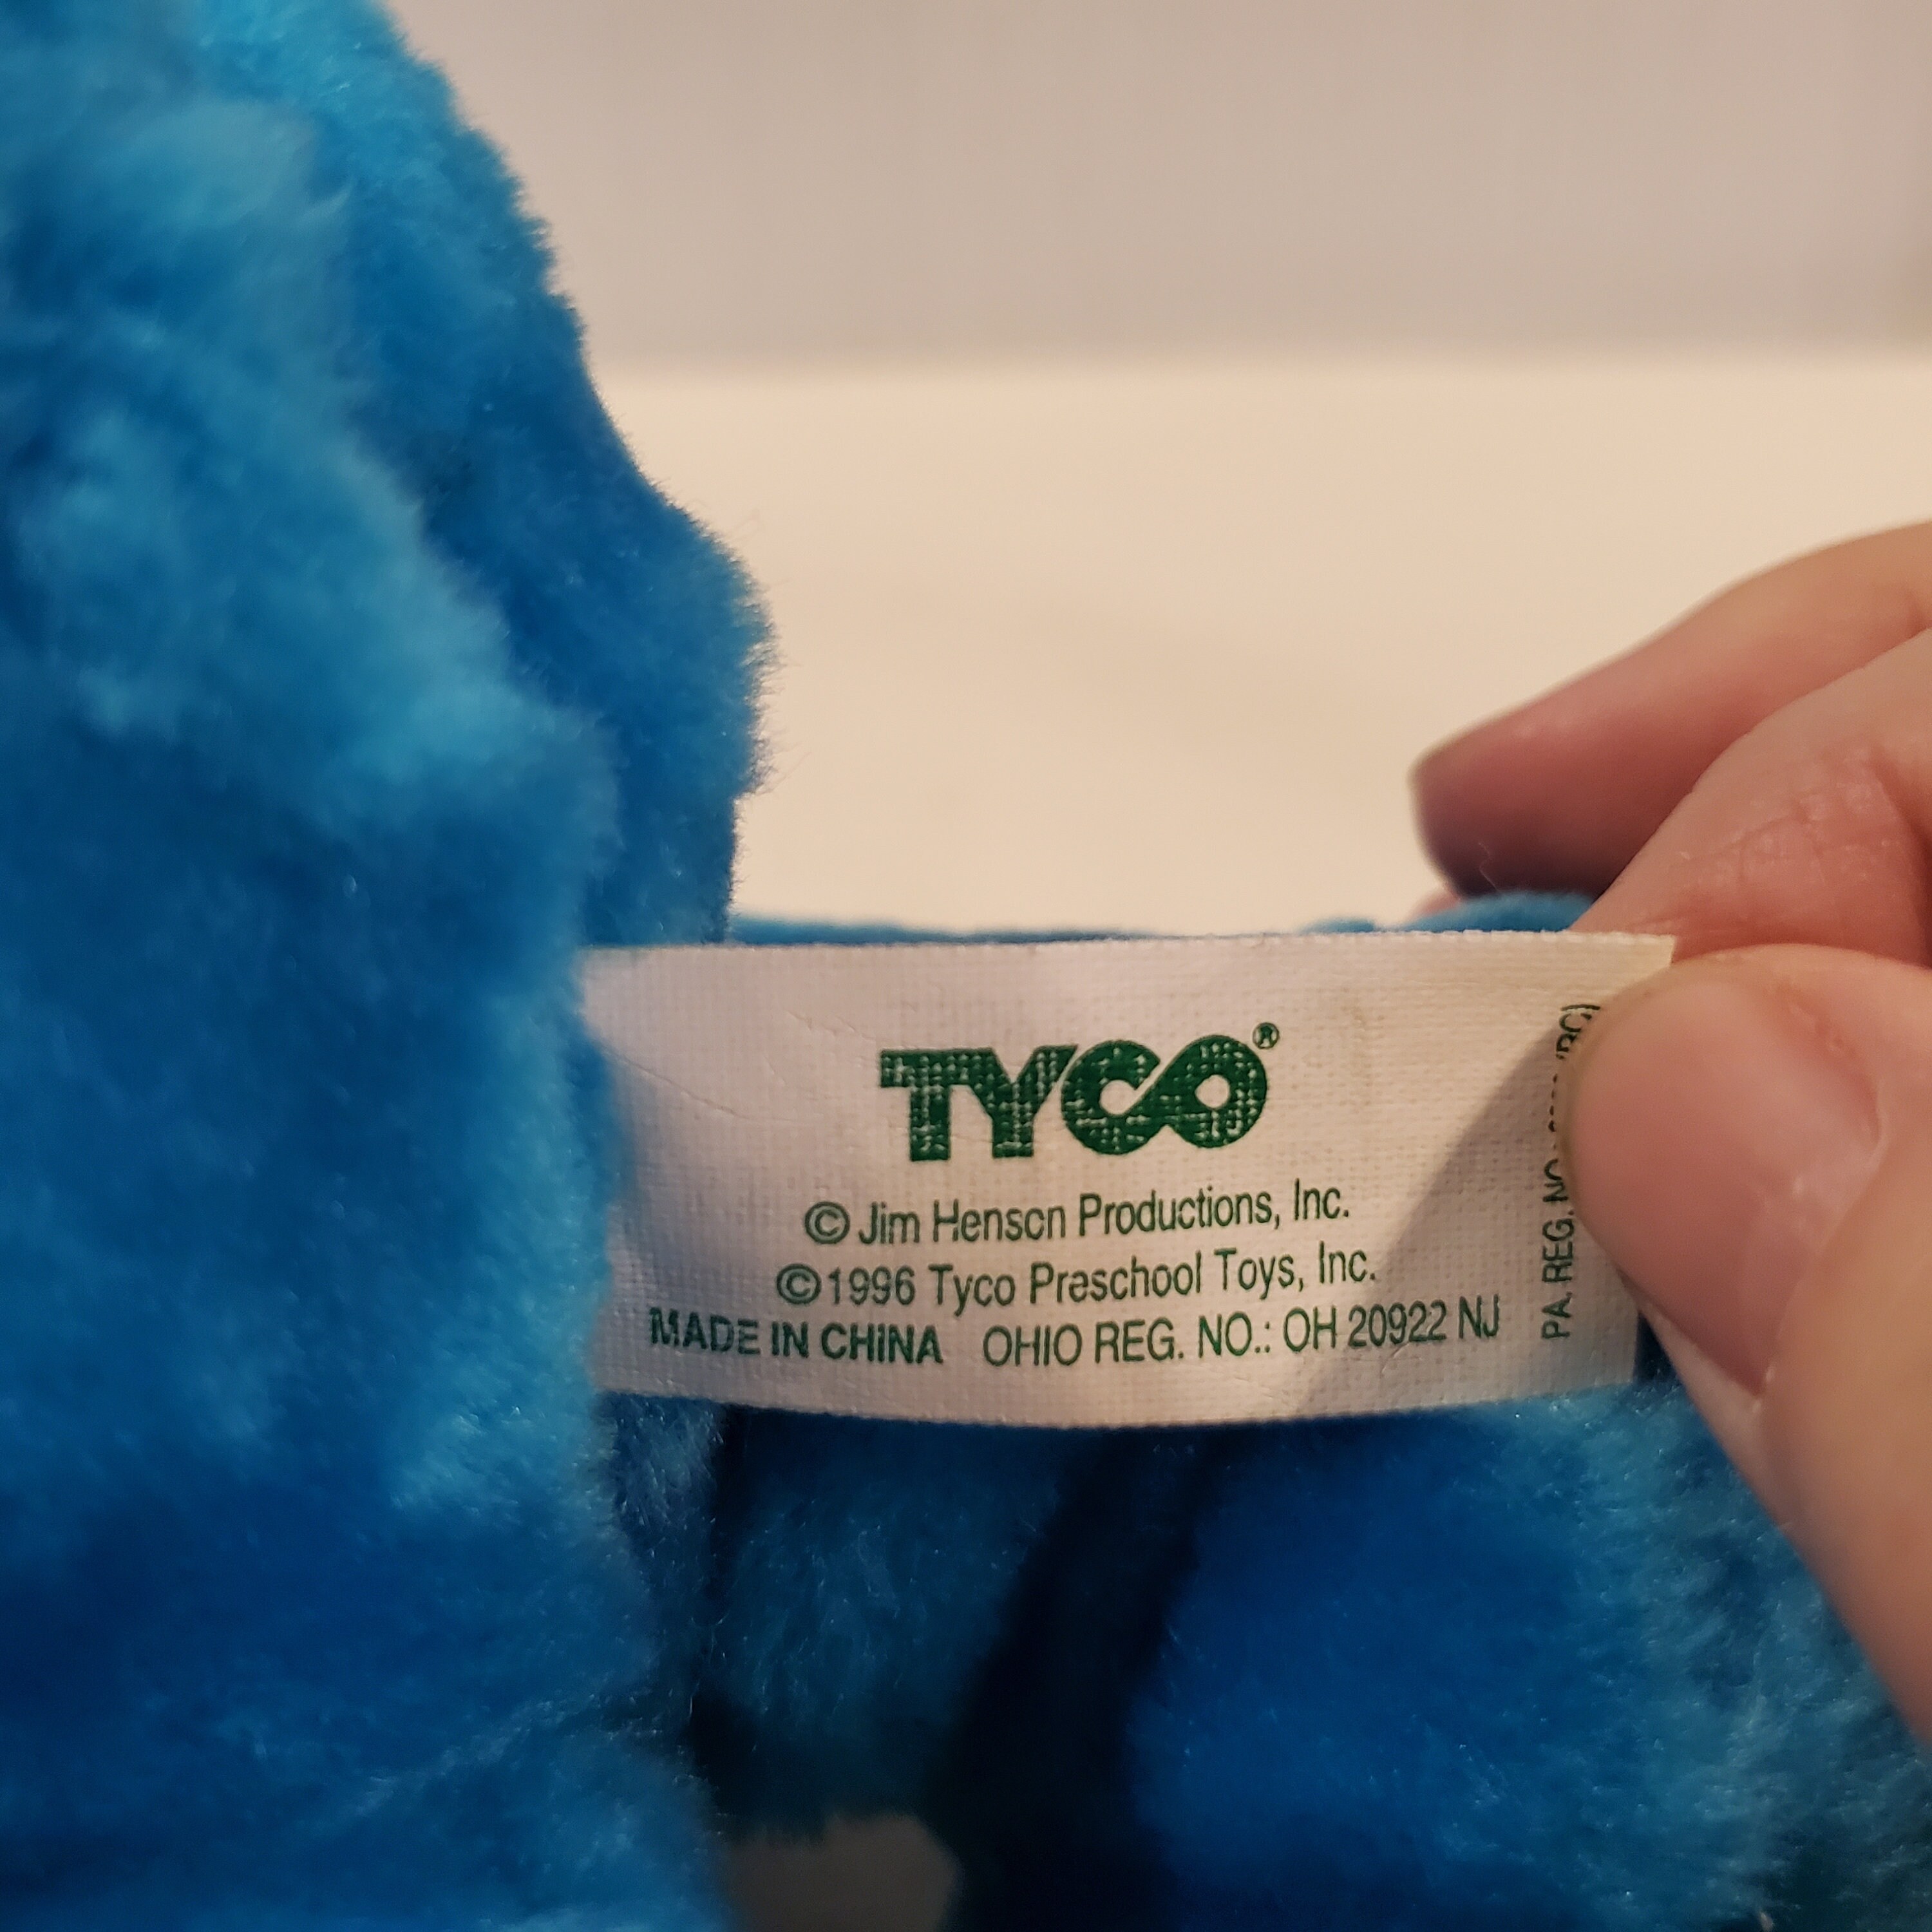 TYCO®
© Jim Henson Productions, Inc.
©1996 Tyco Preschool Toys, Inc.
MADE IN CHINA OHIO REG. NO.: OH 20922 NJ
PA. REG. NO